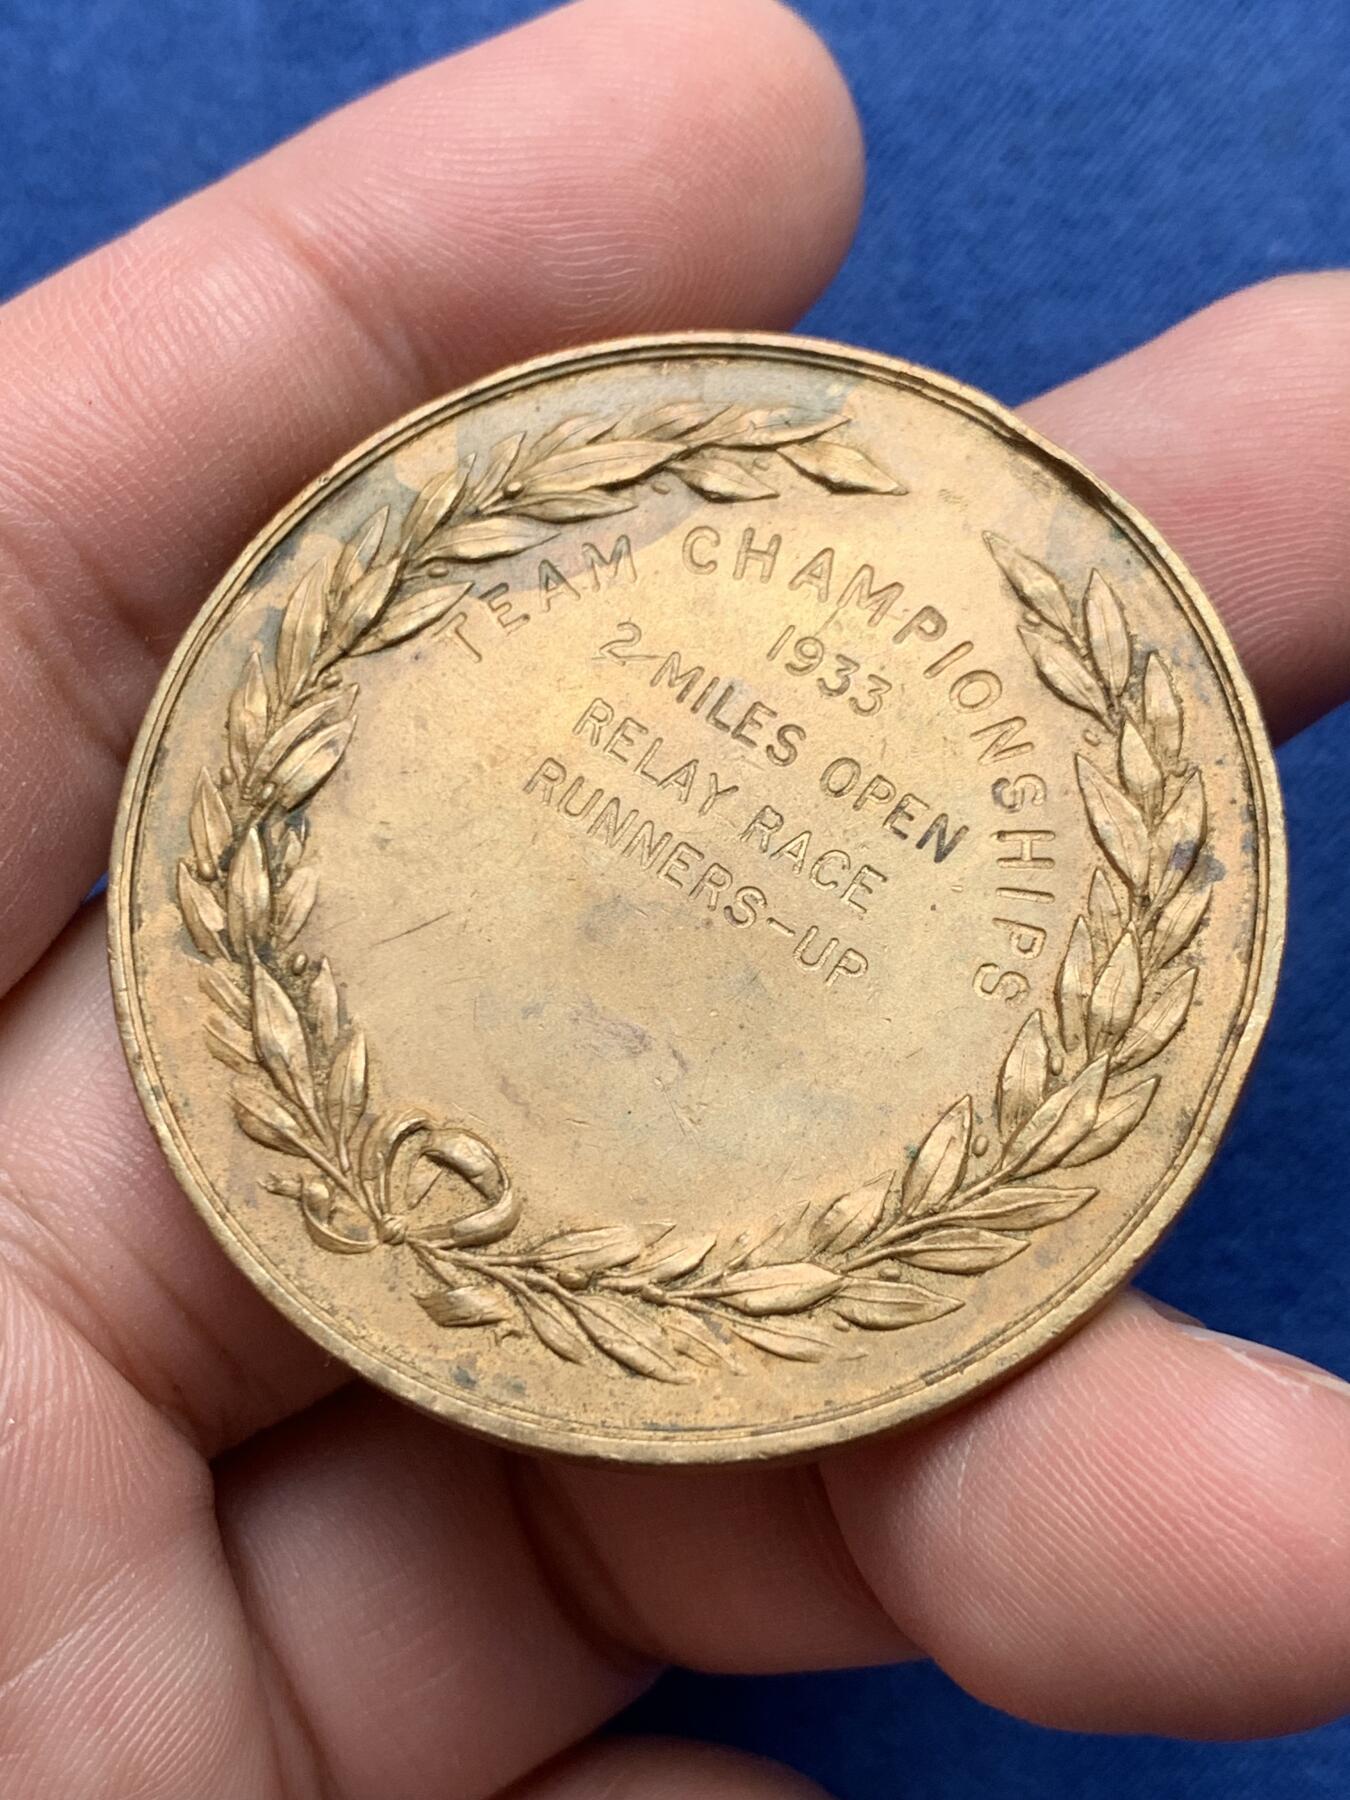 TEAM CHAMPIONSHIPS
1933
2 MILES OPEN
RELAY RACE
RUNNERS-UP